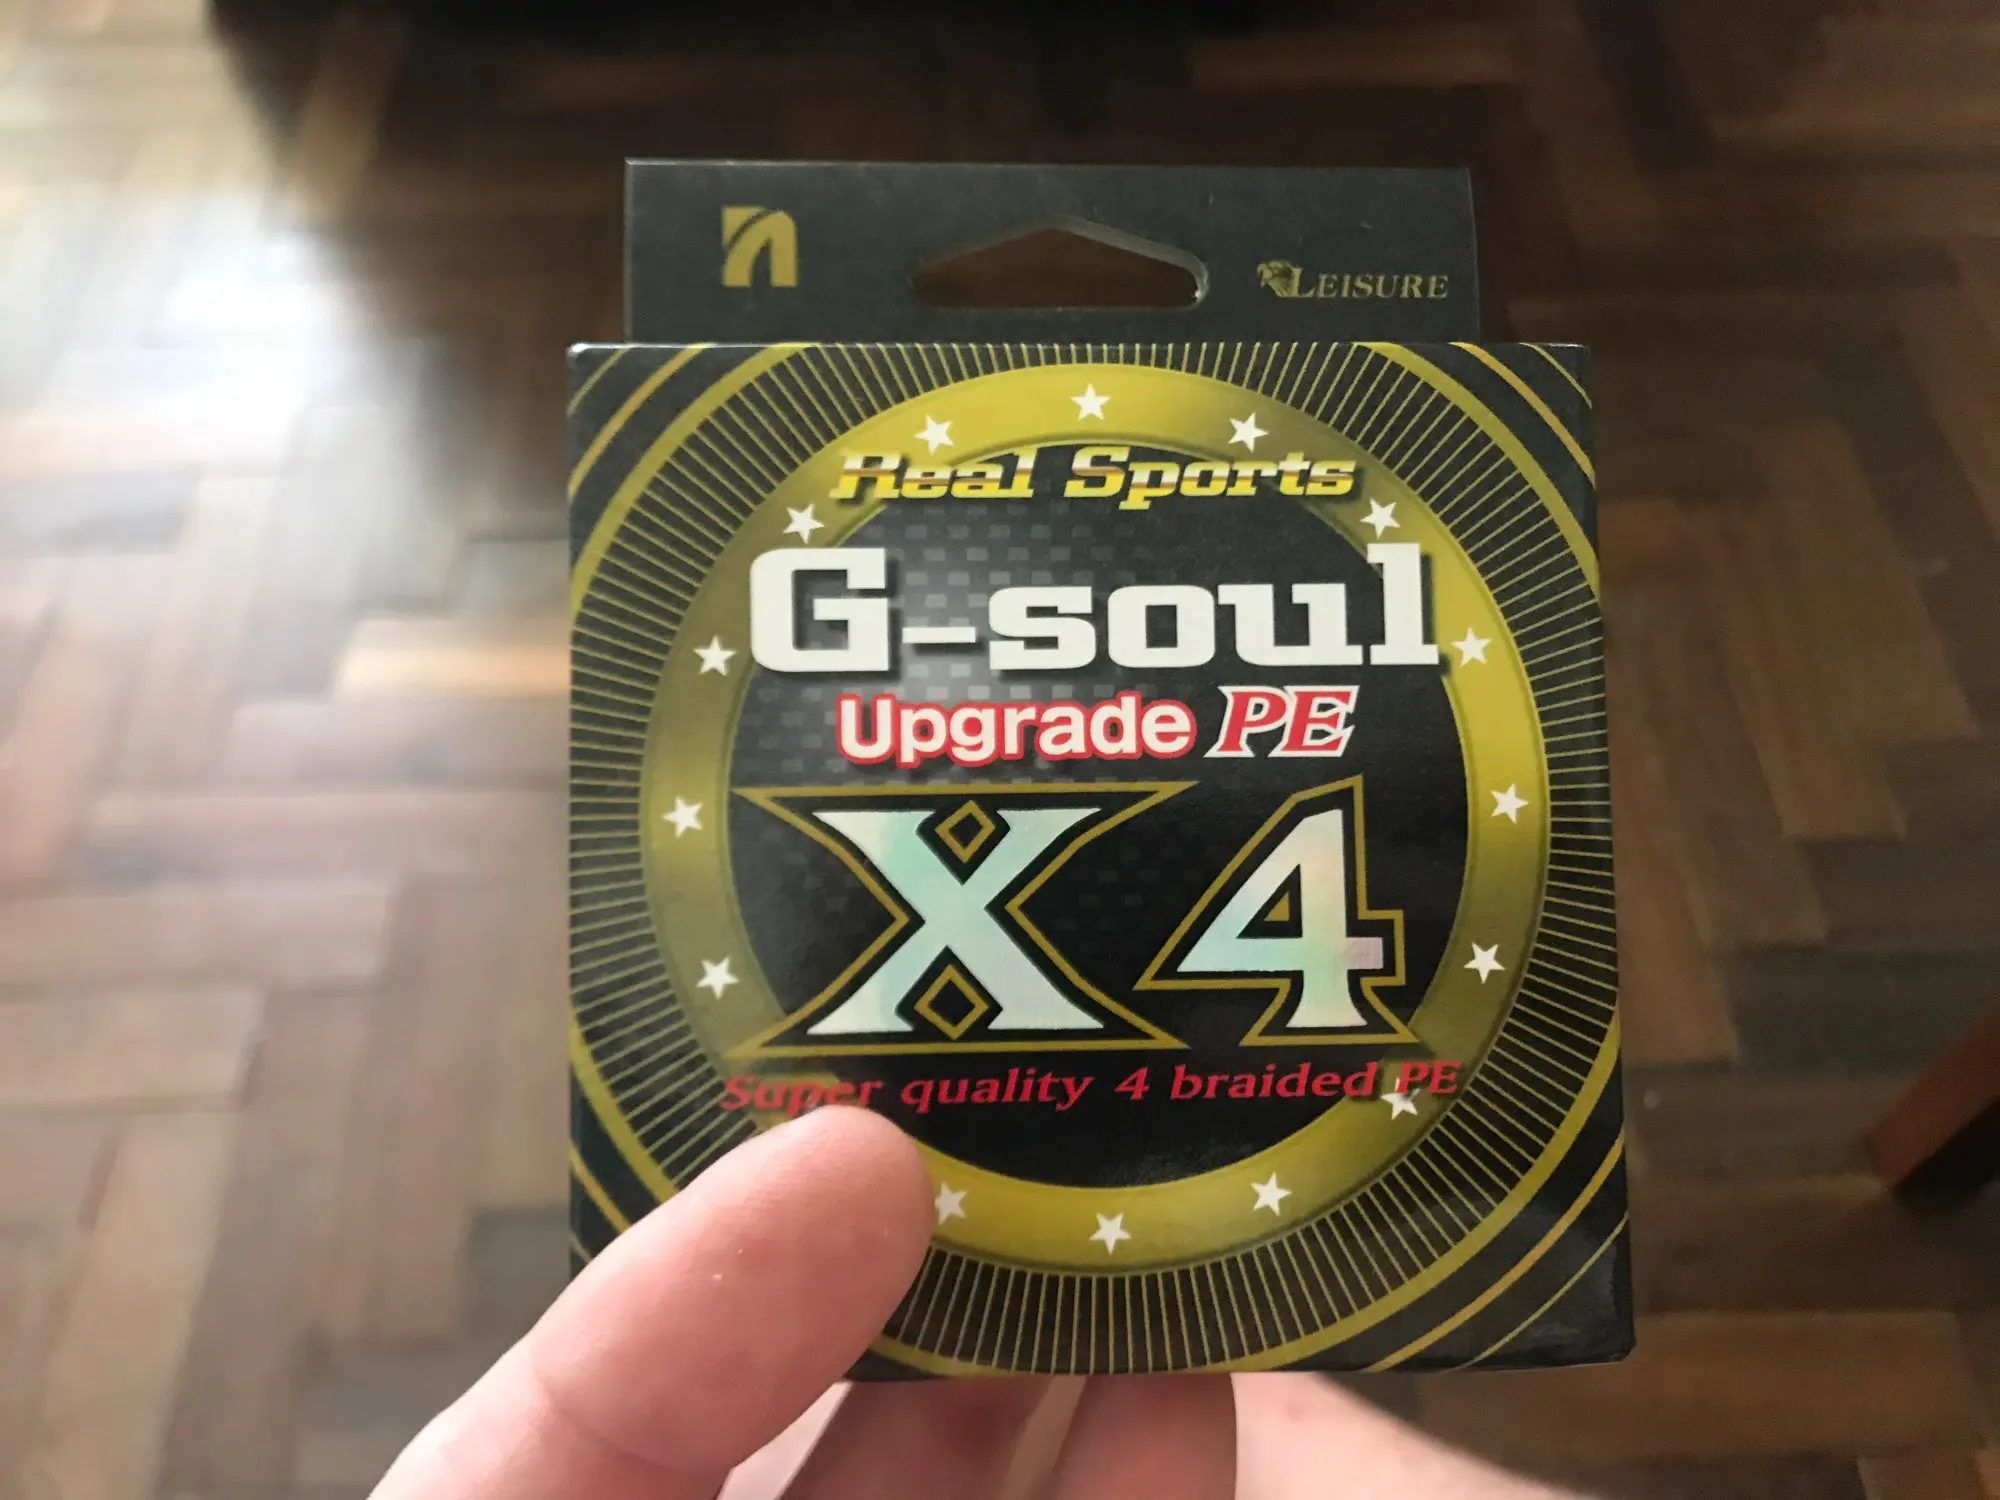 LEISURE
Real Sports
G-soul
Upgrade PE
X4
Super quality 4 braided PE